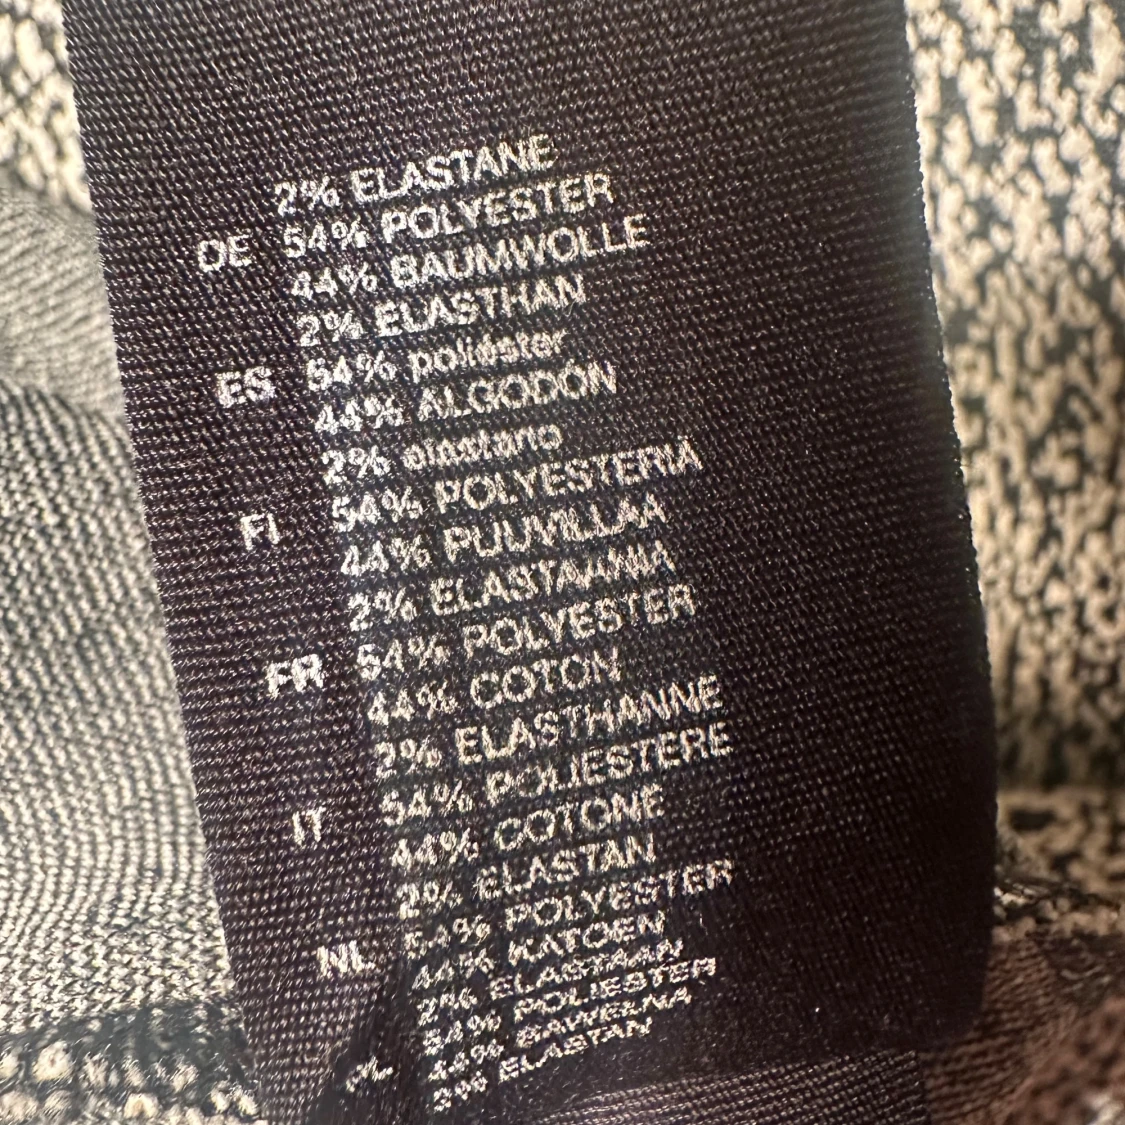 2% ELASTANE
DE 54% POLYESTER
44% BAUMWOLLE
2% ELASTHAN
ES 54% poliéster
44% ALGODÓN
2% elastano
FI 54% POLYESTERIÄ
44% PUUVILLAA
2% ELASTAANIA
FR 54% POLYESTER
44% COTON
2% ELASTHANNE
IT 54% POLIESTERE
44% COTONE
2% ELASTAN
NL 54% POLYESTER
44% KATOEN
2% ELASTAAN
PL 54% POLIESTER
44% BAWEŁNA
2% ELASTAN